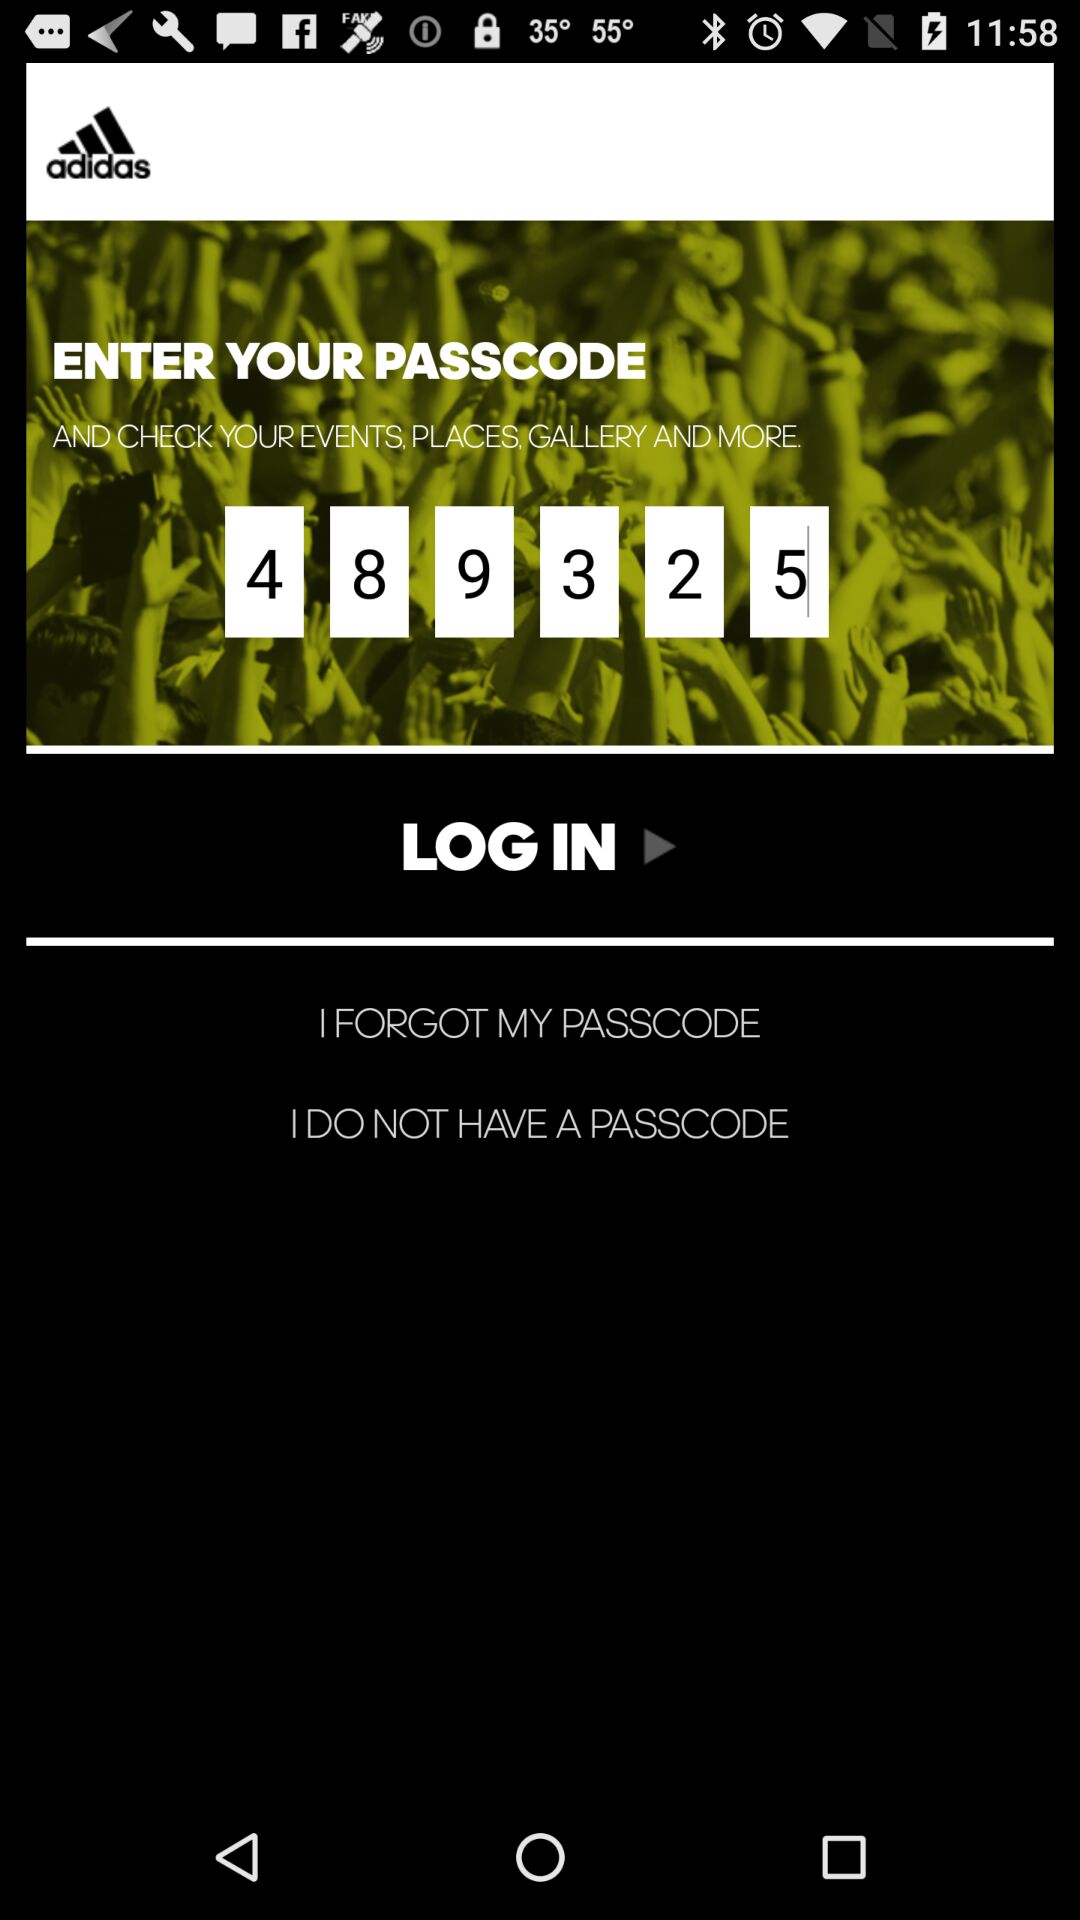 FAKE 35° 55° 11:58
adidas
ENTER YOUR PASSCODE
AND CHECK YOUR EVENTS, PLACES, GALLERY AND MORE.
4 8 9 3 2 5
LOG IN
I FORGOT MY PASSCODE
I DO NOT HAVE A PASSCODE